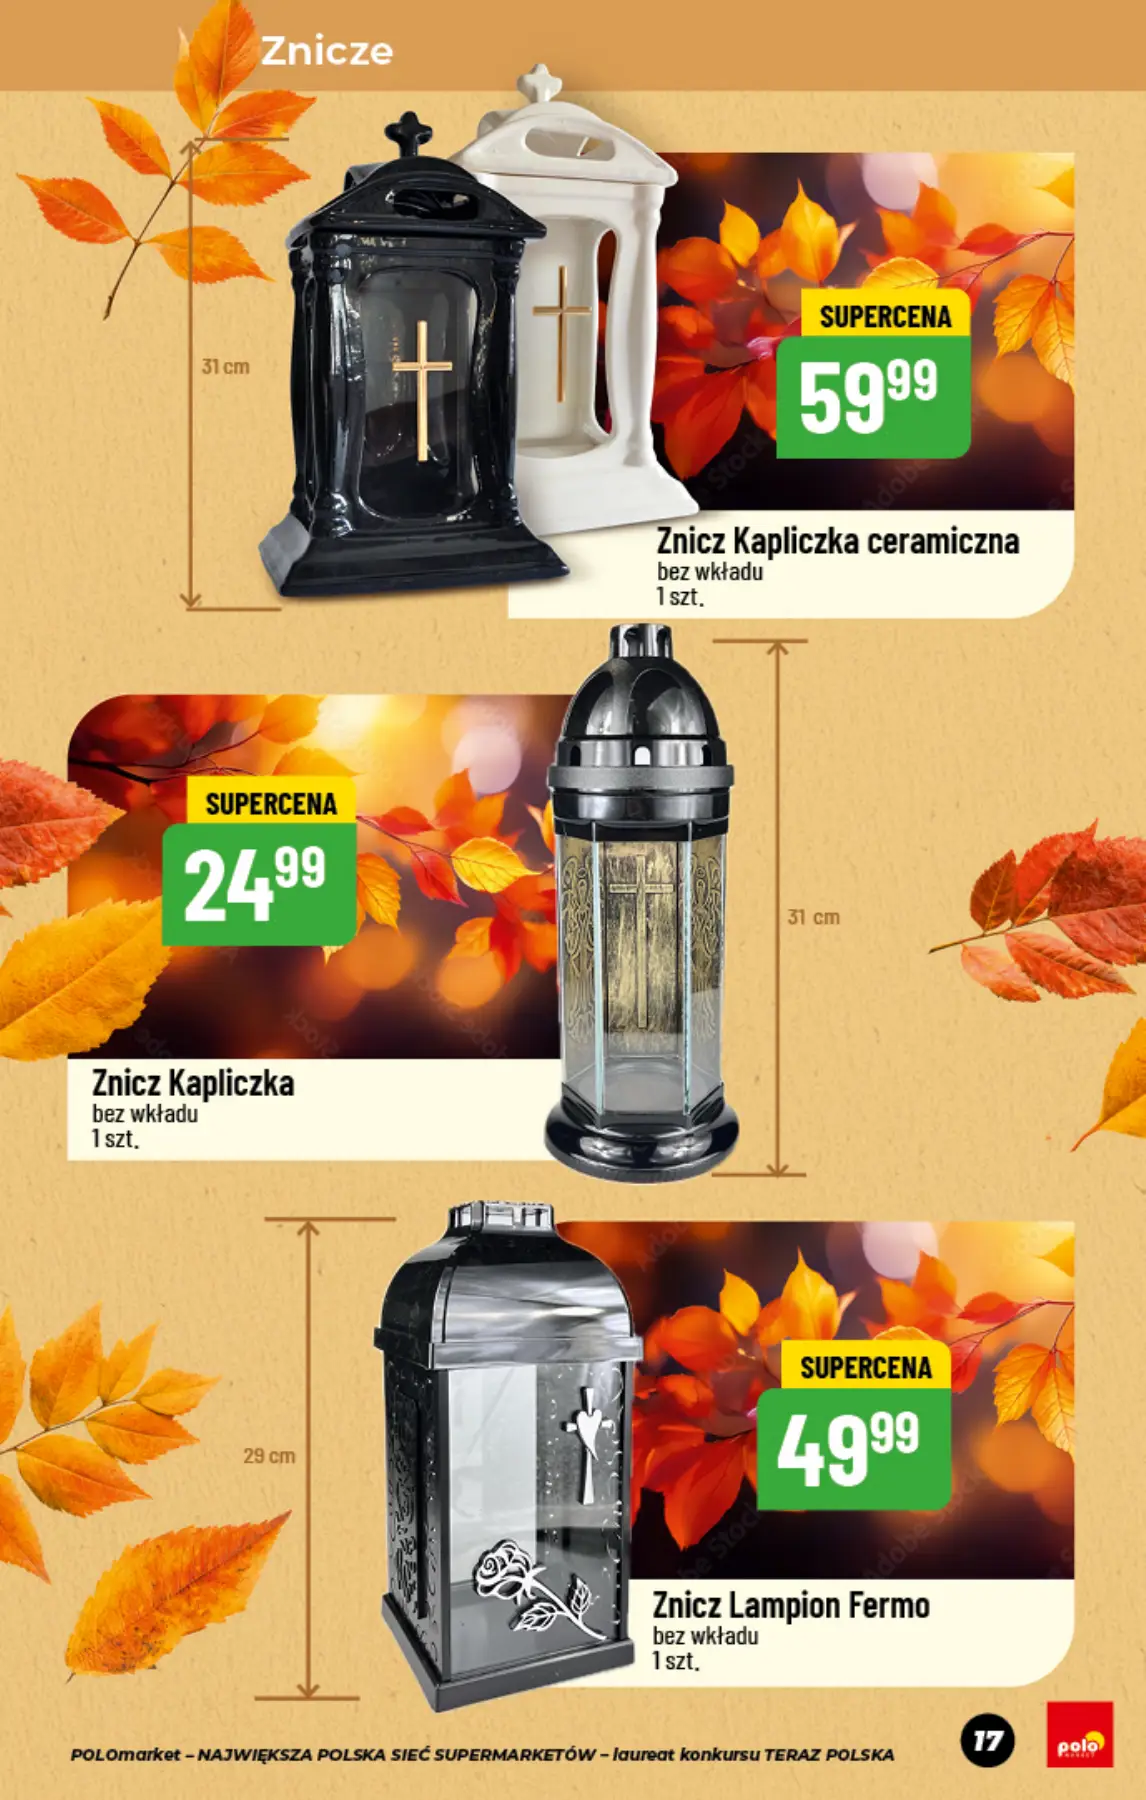 Znicze
31 cm
SUPERCENA
59 99
Znicz Kapliczka ceramiczna
bez wkładu
1 szt.
SUPERCENA
24 99
31 cm
Znicz Kapliczka
bez wkładu
1 szt.
29 cm
SUPERCENA
49 99
Znicz Lampion Fermo
bez wkładu
1 szt.
POLOmarket – NAJWIĘKSZA POLSKA SIEĆ SUPERMARKETÓW – laureat konkursu TERAZ POLSKA
17
polo
MARKET